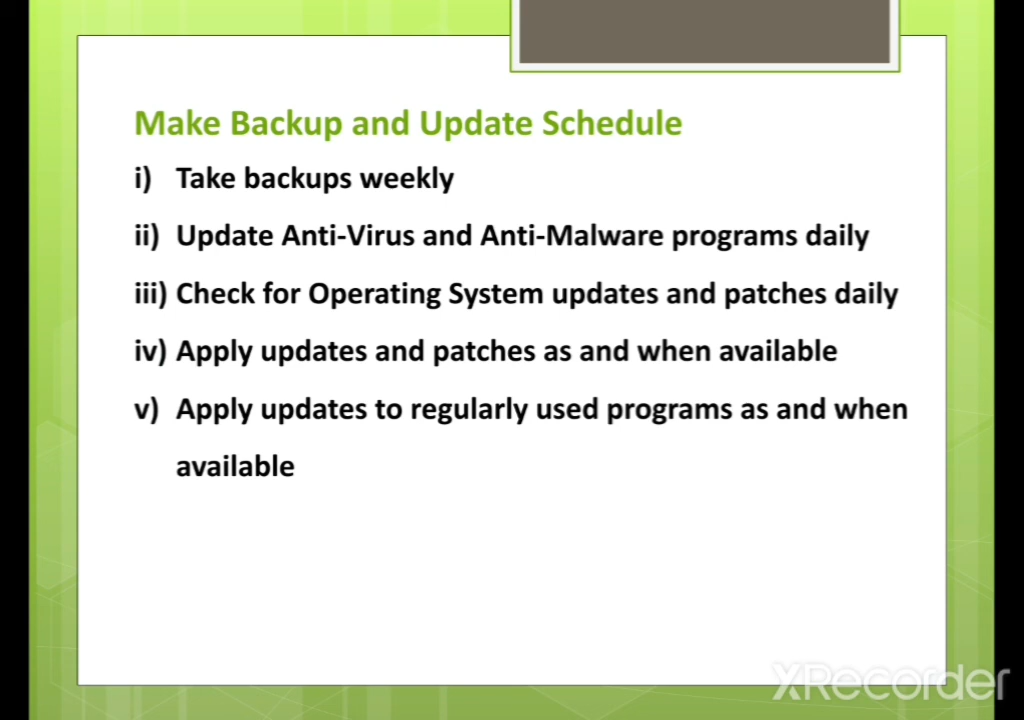 Make Backup and Update Schedule
i) Take backups weekly
ii) Update Anti-Virus and Anti-Malware programs daily
iii) Check for Operating System updates and patches daily
iv) Apply updates and patches as and when available
v) Apply updates to regularly used programs as and when
available
XRecorder